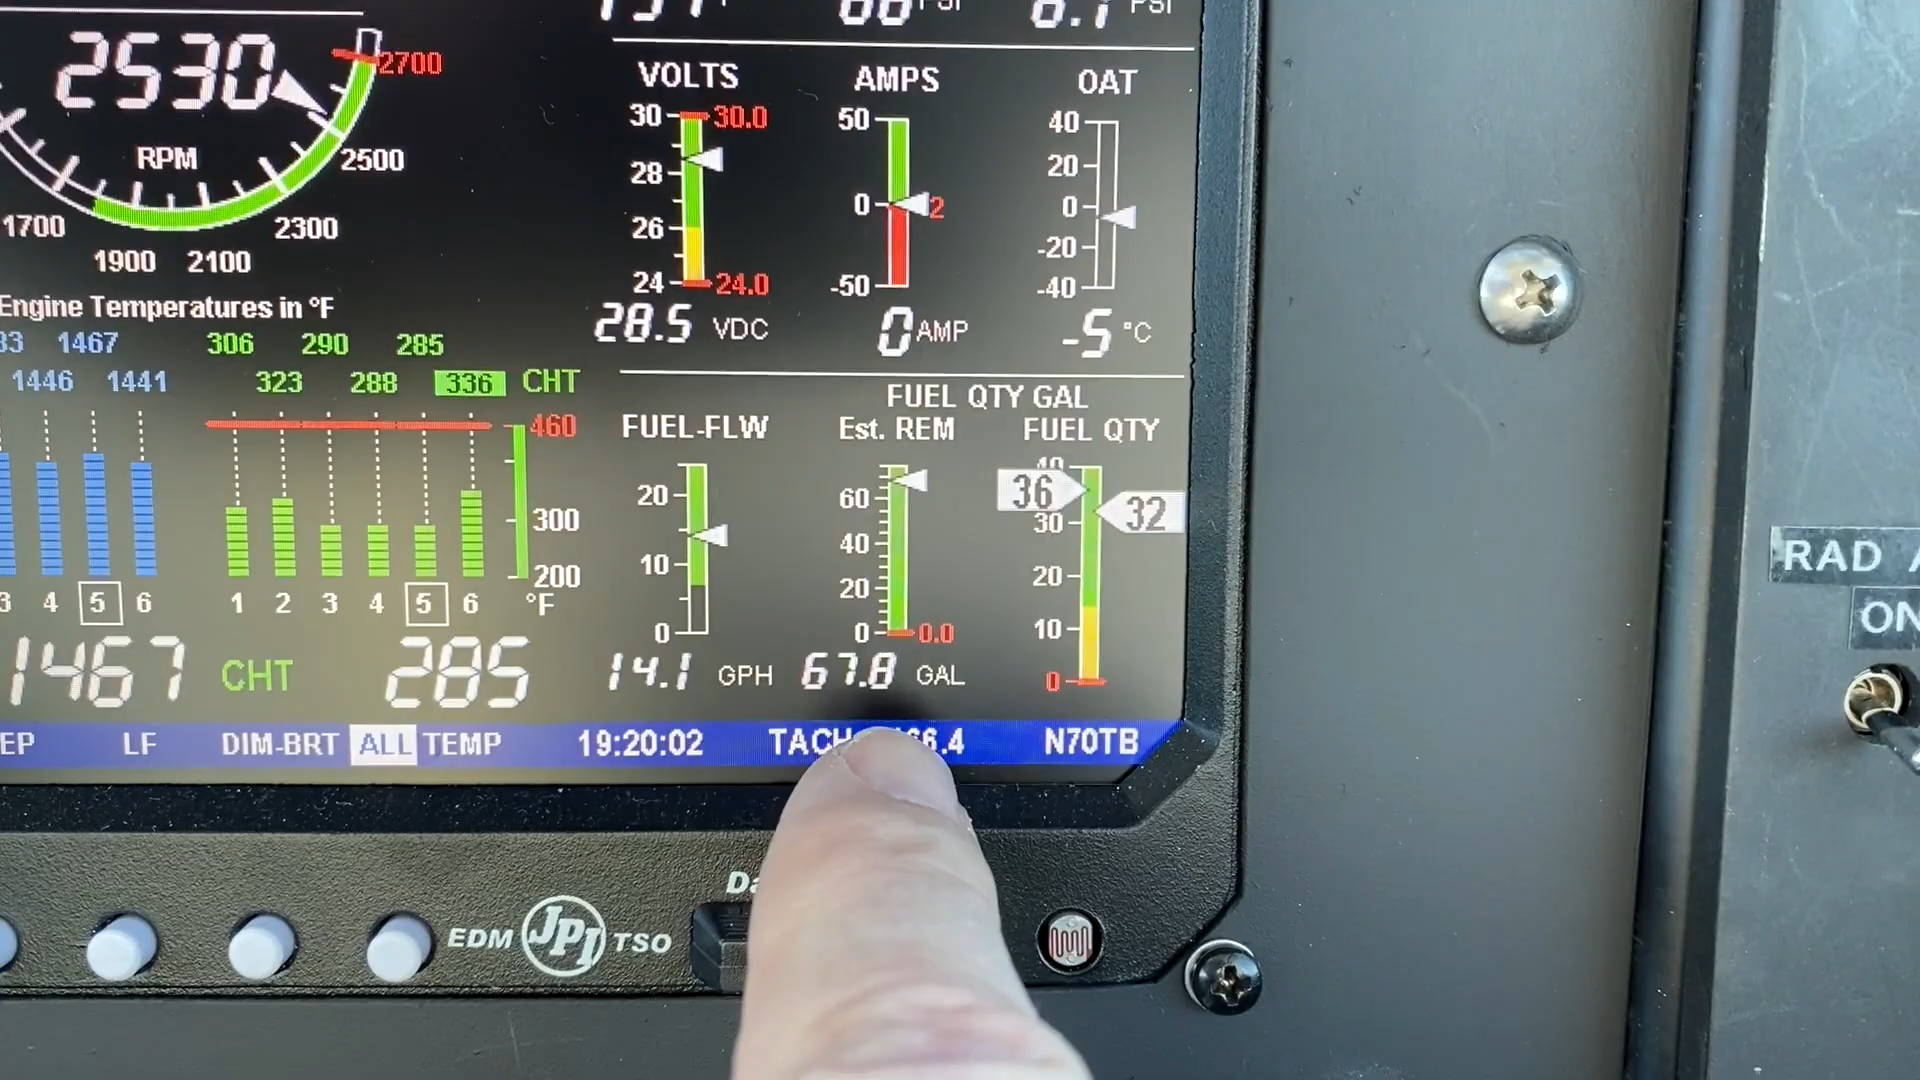 2530
RPM
2700
2500
2300
2100
1900
1700
PSI
VOLTS
30
30.0
28
26
24
24.0
28.5 VDC
AMPS
50
0
2
-50
0 AMP
OAT
40
20
0
-20
-40
-5 °C
Engine Temperatures in °F
1467
306 290 285
1446 1441
323 288 336 CHT
460
300
200
°F
3 4 5 6
1 2 3 4 5 6
1467
CHT 285
FUEL QTY GAL
FUEL-FLW
20
10
0
14.1 GPH
Est. REM
60
40
20
0
0.0
67.8 GAL
FUEL QTY
40
36
32
30
20
10
0
EP LF DIM-BRT ALL TEMP 19:20:02 TACH 66.4 N70TB
EDM JPI TSO
RAD
ON